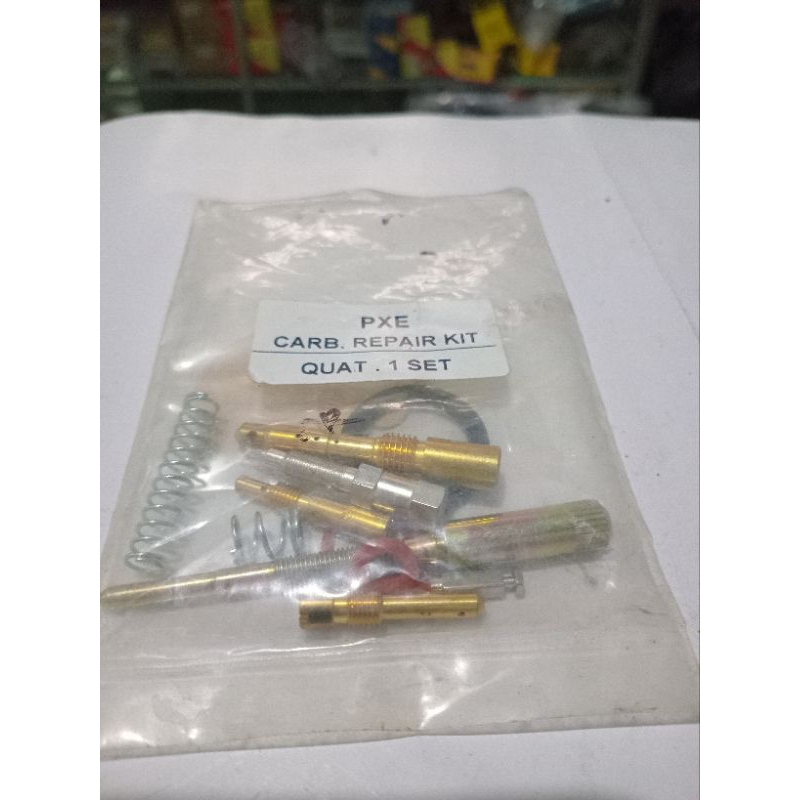 PXE
CARB. REPAIR KIT
QUAT . 1 SET